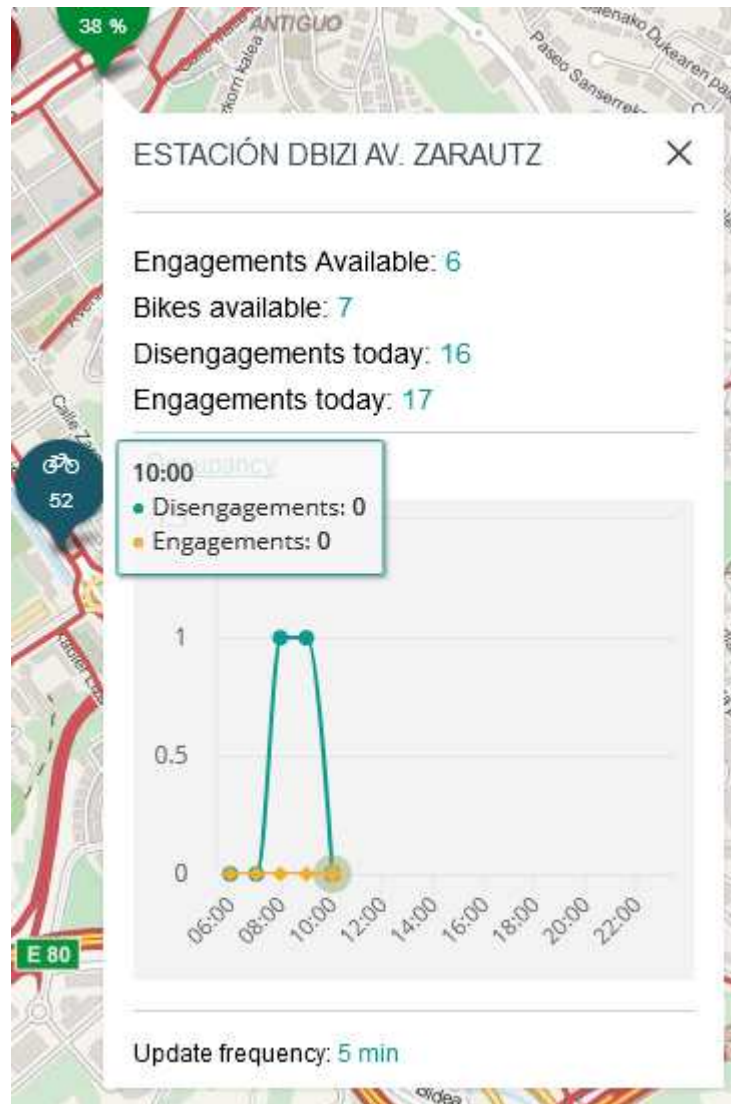 38 %
ANTIGUO
Paseo Sanserreko
ESTACIÓN DBIZI AV. ZARAUTZ
Engagements Available: 6
Bikes available: 7
Disengagements today: 16
Engagements today: 17
10:00
• Disengagements: 0
• Engagements: 0
52
1
0.5
0
06:00 08:00 10:00 12:00 14:00 16:00 18:00 20:00 22:00
E 80
Update frequency: 5 min
Bidea